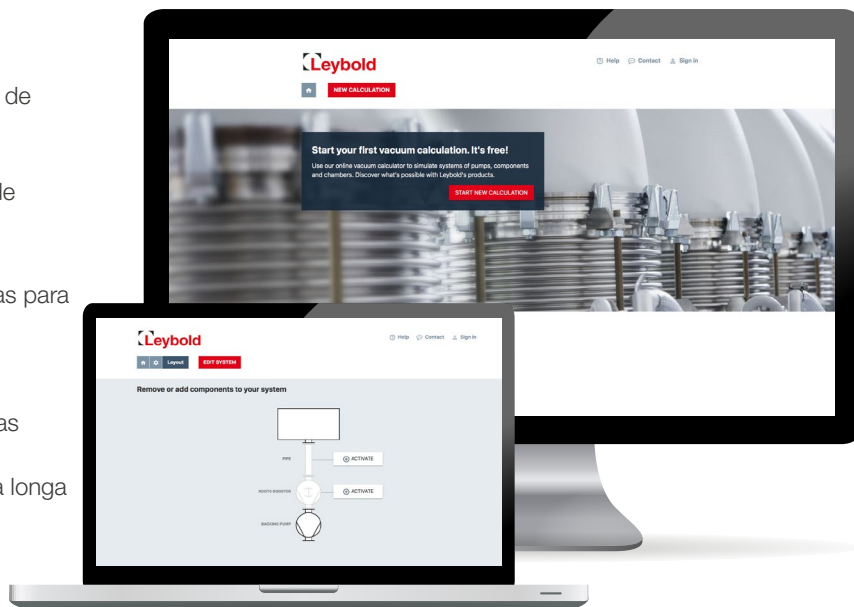 de
de
as para
as
a longa
Leybold
Help Contact Sign in
NEW CALCULATION
Start your first vacuum calculation. It's free!
Use our online vacuum calculator to simulate systems of pumps, components
and chambers. Discover what's possible with Leybold's products.
START NEW CALCULATION
Leybold
Help Contact Sign in
Layout EDIT SYSTEM
Remove or add components to your system
PIPE ACTIVATE
ROOTS BOOSTER ACTIVATE
BACKING PUMP